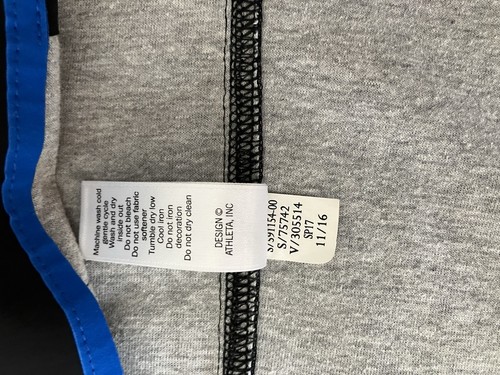 Machine wash cold
gentle cycle
Wash and dry
inside out
Do not bleach
Do not use fabric
softener
Tumble dry low
Cool iron
Do not iron
decoration
Do not dry clean
DESIGN ©
ATHLETA, INC
S/591154-00
S/75742
V/305514
SP17
11/16